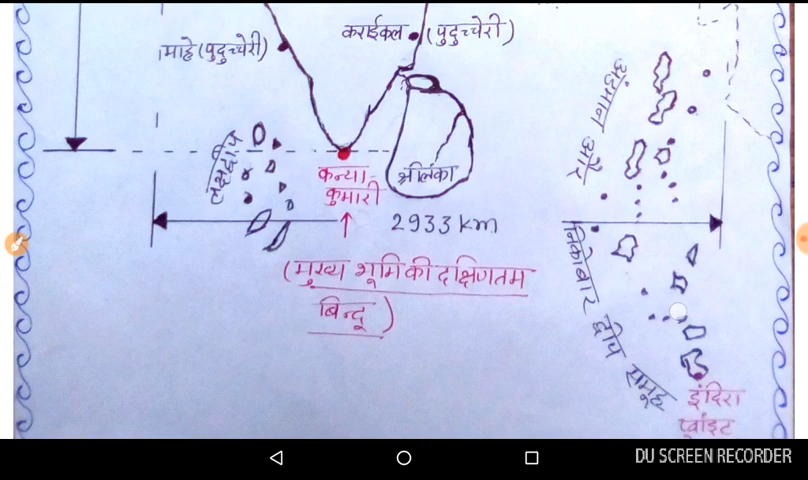 कराईकल (पुदुच्चेरी)
माहे (पुदुच्चेरी)
अंडमान और
लक्षद्वीप
कन्या-
कुमारी
श्रीलंका
2933 km
निकोबार द्वीप समूह
(मुख्य भूमि की दक्षिणतम
बिन्दू)
इंदिरा
प्वांइट
DU SCREEN RECORDER